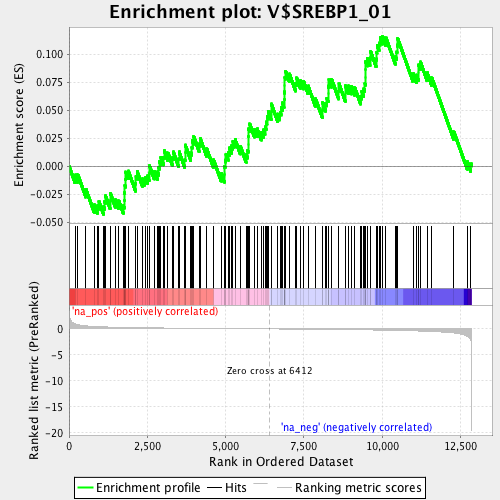 Enrichment plot: V$SREBP1_01
Enrichment score (ES)
0.100
0.075
0.050
0.025
0.000
-0.025
-0.050
'na_pos' (positively correlated)
Ranked list metric (PreRanked)
0
-5
-10
-15
-20
Zero cross at 6412
'na_neg' (negatively correlated)
0
2,500
5,000
7,500
10,000
12,500
Rank in Ordered Dataset
Enrichment profile
Hits
Ranking metric scores